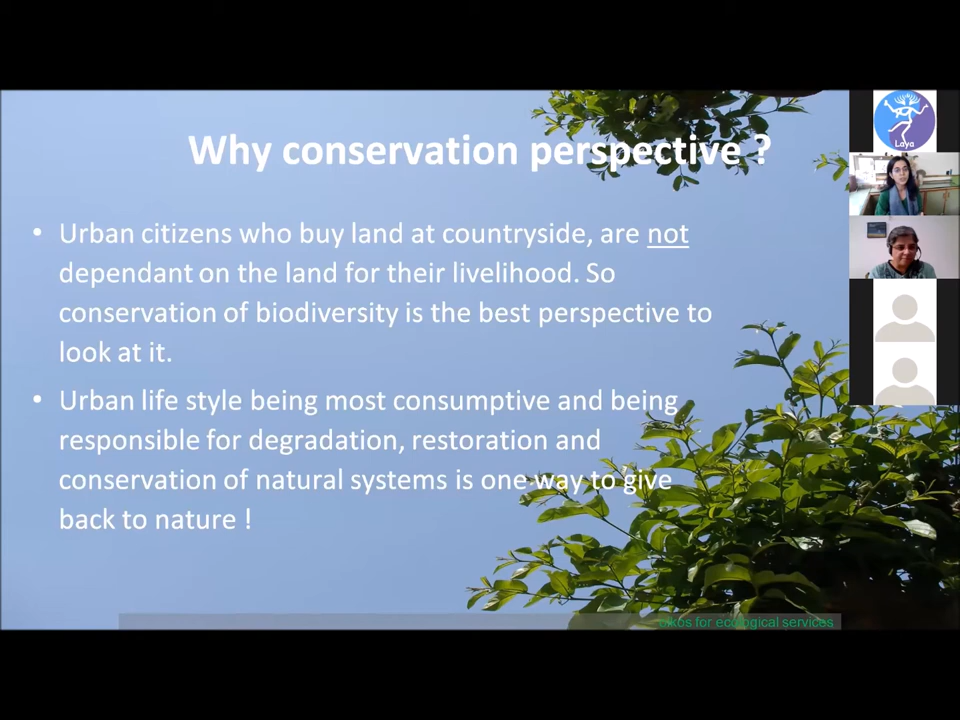 Why conservation perspective ?
• Urban citizens who buy land at countryside, are not
dependant on the land for their livelihood. So
conservation of biodiversity is the best perspective to
look at it.
• Urban life style being most consumptive and being
responsible for degradation, restoration and
conservation of natural systems is one way to give
back to nature !
oikos for ecological services
Laya